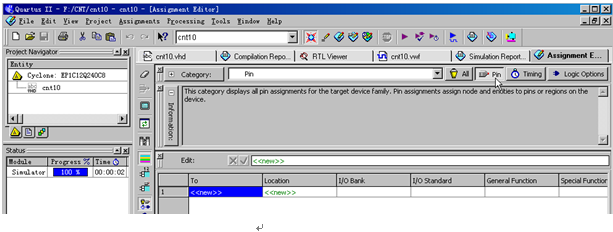 Quartus II - F:/CNT/cnt10 - cnt10 - [Assignment Editor]
File Edit View Project Assignments Processing Tools Window Help
cnt10
Project Navigator
Entity
Cyclone: EP1C12Q240C8
cnt10
Status
Module Progress % Time
Simulator 100 % 00:00:02
cnt10.vhd Compilation Repo... RTL Viewer cnt10.vwf Simulation Report... Assignment E...
Category: Pin All Pin Timing Logic Options
Information:
This category displays all pin assignments for the target device family. Pin assignments assign node and entities to pins or regions on the
device.
Edit: <<new>>
To Location I/O Bank I/O Standard General Function Special Function
1 <<new>> <<new>>